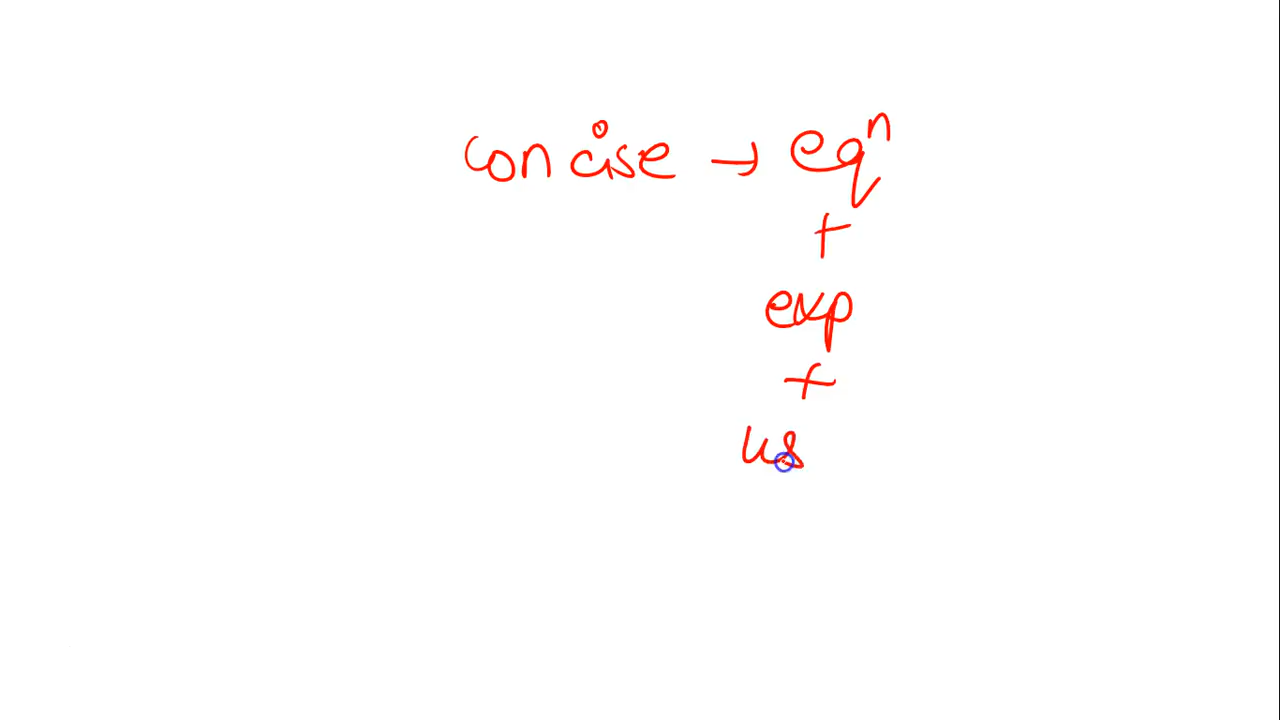 concise → eqⁿ
+
exp
+
us